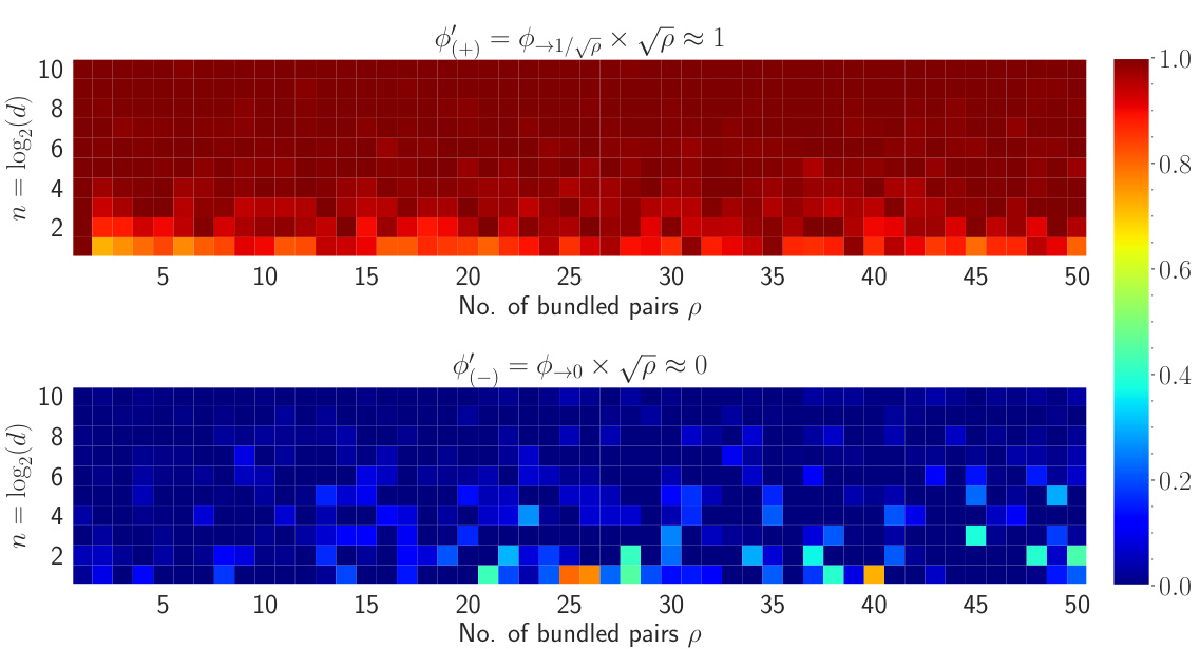 ϕ′₍₊₎ = ϕ→1/√ρ × √ρ ≈ 1
10
8
6
4
2
n = log₂(d)
5 10 15 20 25 30 35 40 45 50
No. of bundled pairs ρ
ϕ′₍₋₎ = ϕ→0 × √ρ ≈ 0
10
8
6
4
2
n = log₂(d)
5 10 15 20 25 30 35 40 45 50
No. of bundled pairs ρ
1.0
0.8
0.6
0.4
0.2
0.0